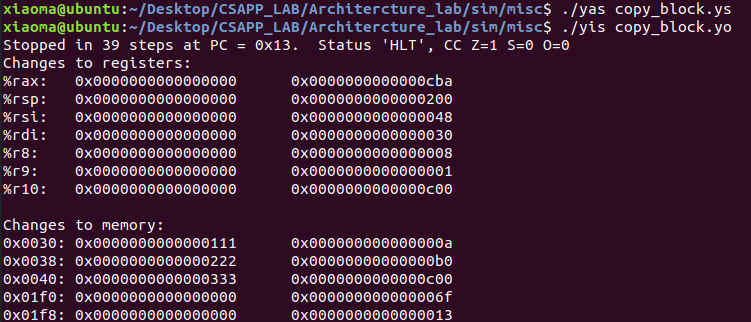 xiaoma@ubuntu:~/Desktop/CSAPP_LAB/Architercture_lab/sim/misc$ ./yas copy_block.ys
xiaoma@ubuntu:~/Desktop/CSAPP_LAB/Architercture_lab/sim/misc$ ./yis copy_block.yo
Stopped in 39 steps at PC = 0x13.  Status 'HLT', CC Z=1 S=0 O=0
Changes to registers:
%rax:   0x0000000000000000      0x0000000000000cba
%rsp:   0x0000000000000000      0x0000000000000200
%rsi:   0x0000000000000000      0x0000000000000048
%rdi:   0x0000000000000000      0x0000000000000030
%r8:    0x0000000000000000      0x0000000000000008
%r9:    0x0000000000000000      0x0000000000000001
%r10:   0x0000000000000000      0x0000000000000c00
Changes to memory:
0x0030: 0x0000000000000111      0x000000000000000a
0x0038: 0x0000000000000222      0x00000000000000b0
0x0040: 0x0000000000000333      0x0000000000000c00
0x01f0: 0x0000000000000000      0x000000000000006f
0x01f8: 0x0000000000000000      0x0000000000000013